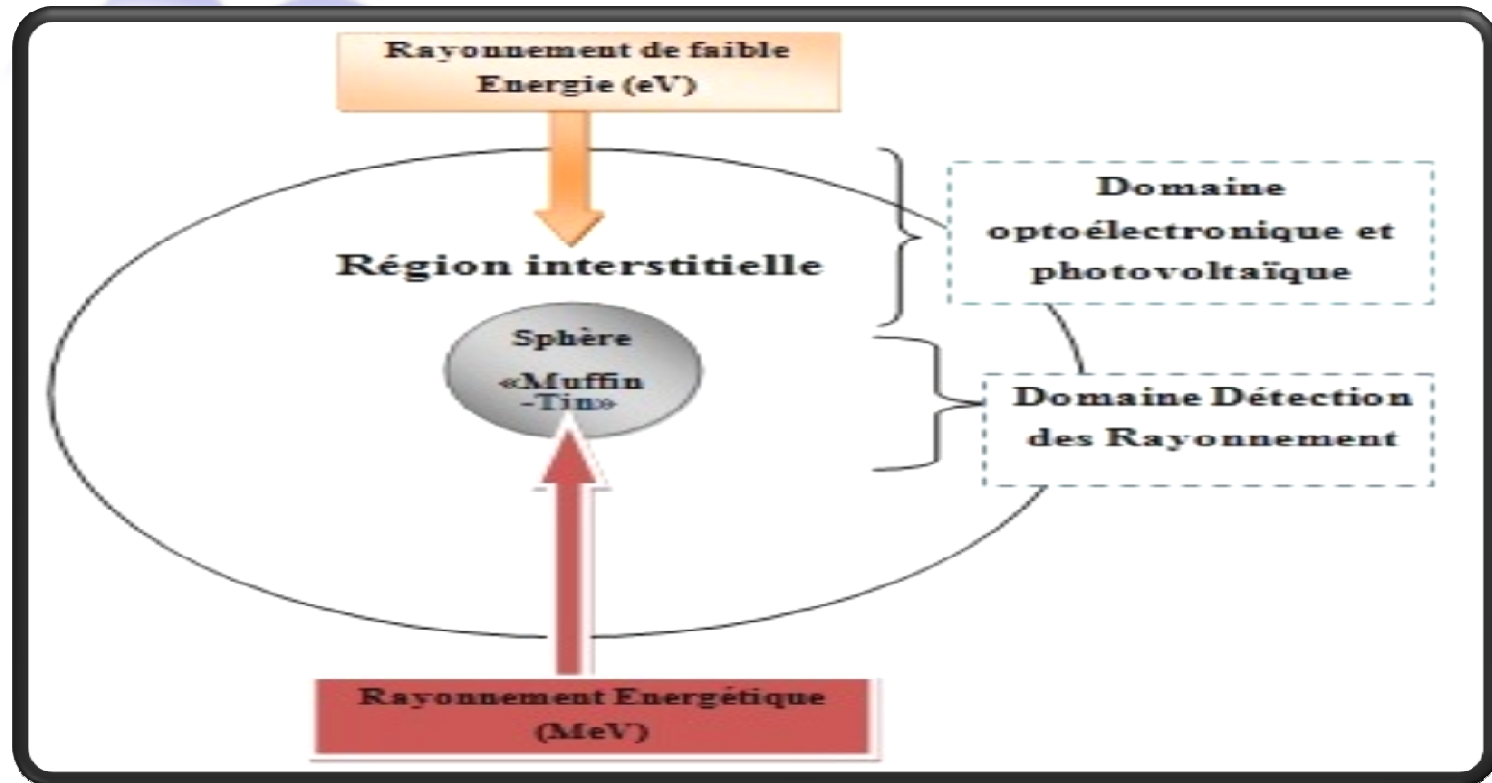 Rayonnement de faible
Energie (eV)
Région interstitielle
Sphère
«Muffin
-Tin»
Domaine
optoélectronique et
photovoltaïque
Domaine Détection
des Rayonnement
Rayonnement Energétique
(MeV)